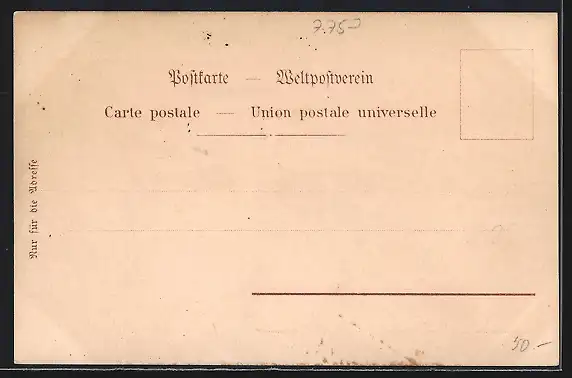 7.75
Postkarte — Weltpostverein
Carte postale — Union postale universelle
Nur für die Adresse
50.-